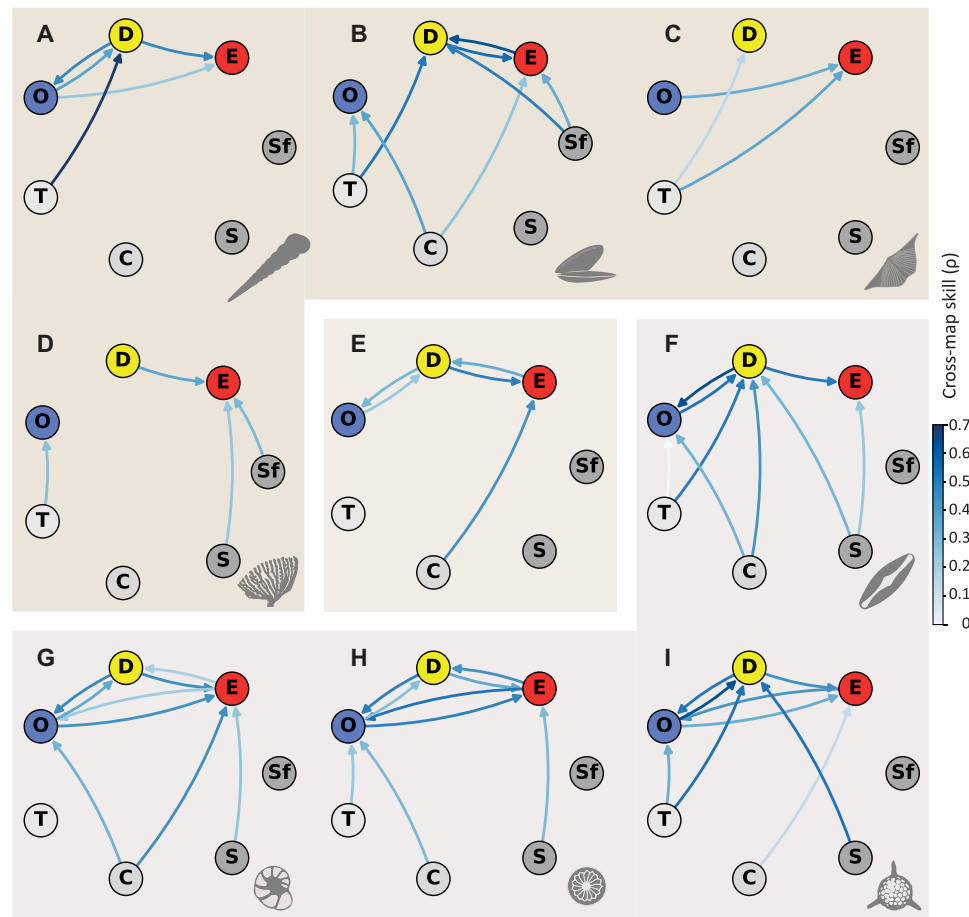 A
D
E
O
Sf
T
S
C
B
D
E
O
Sf
T
S
C
C
D
E
O
Sf
T
S
C
D
D
E
O
Sf
T
S
C
E
D
E
O
Sf
T
S
C
F
D
E
O
Sf
T
S
C
Cross-map skill (ρ)
0.7
0.6
0.5
0.4
0.3
0.2
0.1
0
G
D
E
O
Sf
T
S
C
H
D
E
O
Sf
T
S
C
I
D
E
O
Sf
T
S
C